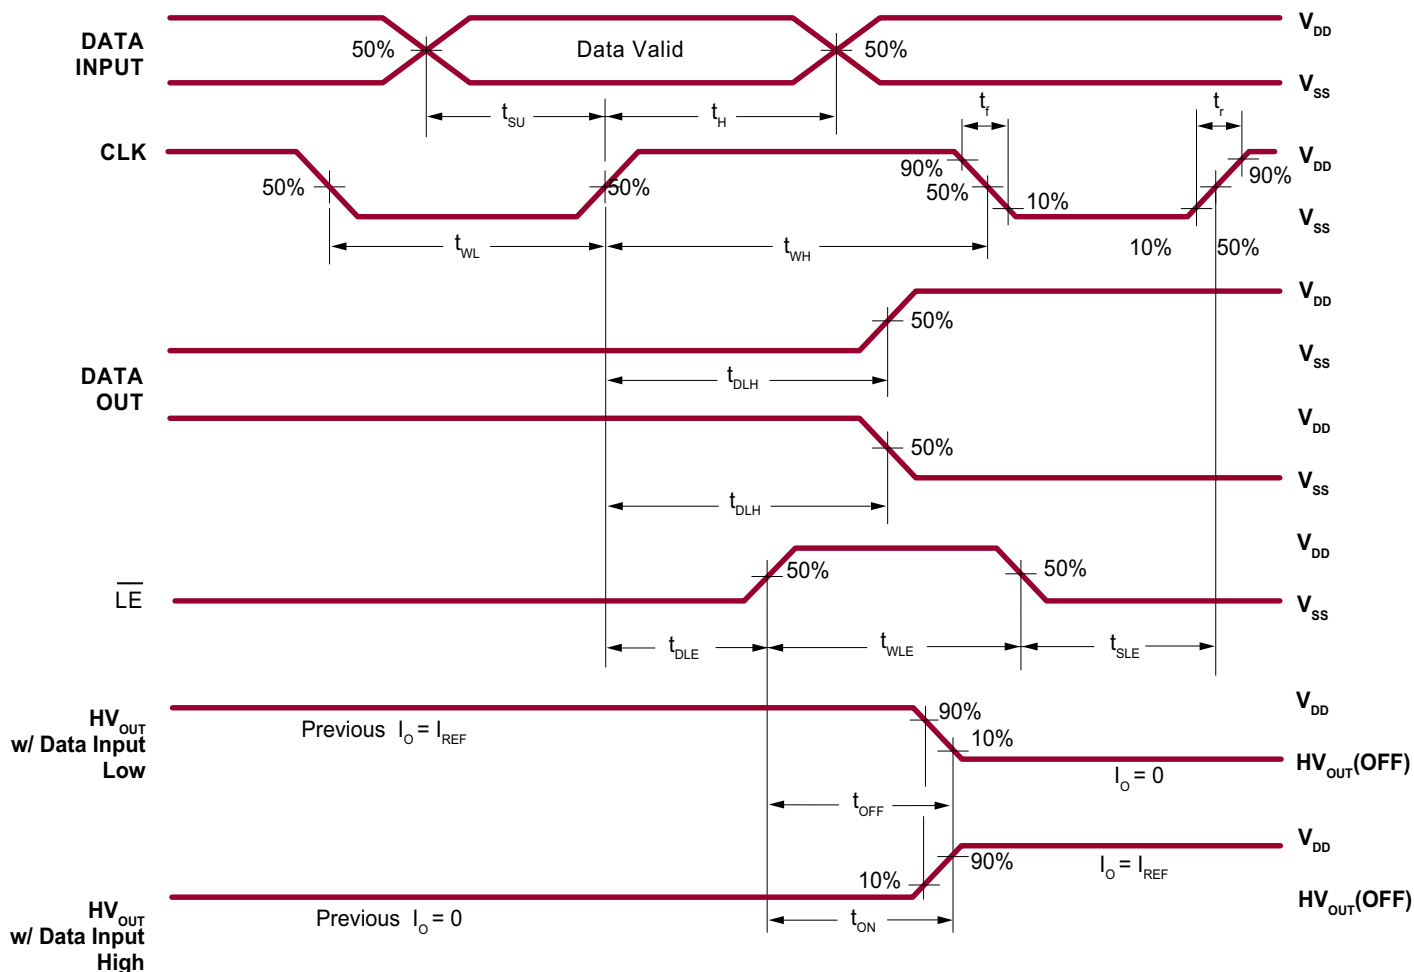 DATA INPUT
50%
Data Valid
50%
V_DD
V_SS
t_SU
t_H
t_f
t_r
CLK
50%
50%
90%
50%
10%
90%
V_DD
V_SS
10%
50%
t_WL
t_WH
DATA OUT
50%
V_DD
V_SS
t_DLH
50%
V_DD
V_SS
t_DLH
L̅E̅
50%
50%
V_DD
V_SS
t_DLE
t_WLE
t_SLE
HV_OUT
w/ Data Input
Low
Previous I_O = I_REF
90%
10%
V_DD
I_O = 0
HV_OUT(OFF)
t_OFF
HV_OUT
w/ Data Input
High
Previous I_O = 0
10%
90%
I_O = I_REF
V_DD
HV_OUT(OFF)
t_ON